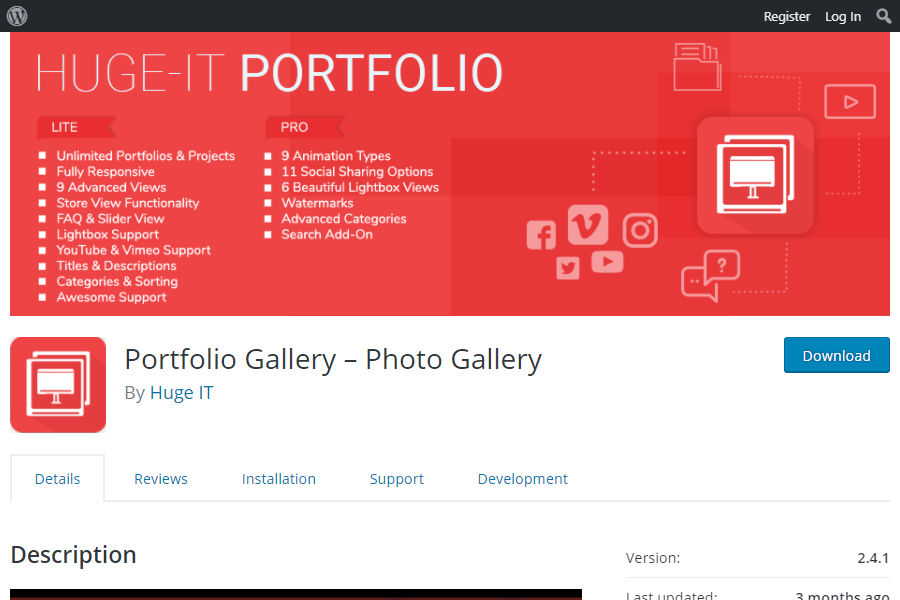 Register Log In
HUGE-IT PORTFOLIO
LITE
Unlimited Portfolios & Projects
Fully Responsive
9 Advanced Views
Store View Functionality
FAQ & Slider View
Lightbox Support
YouTube & Vimeo Support
Titles & Descriptions
Categories & Sorting
Awesome Support
PRO
9 Animation Types
11 Social Sharing Options
6 Beautiful Lightbox Views
Watermarks
Advanced Categories
Search Add-On
?
Portfolio Gallery – Photo Gallery
By Huge IT
Download
Details Reviews Installation Support Development
Description
Version: 2.4.1
Last updated: 3 months ago